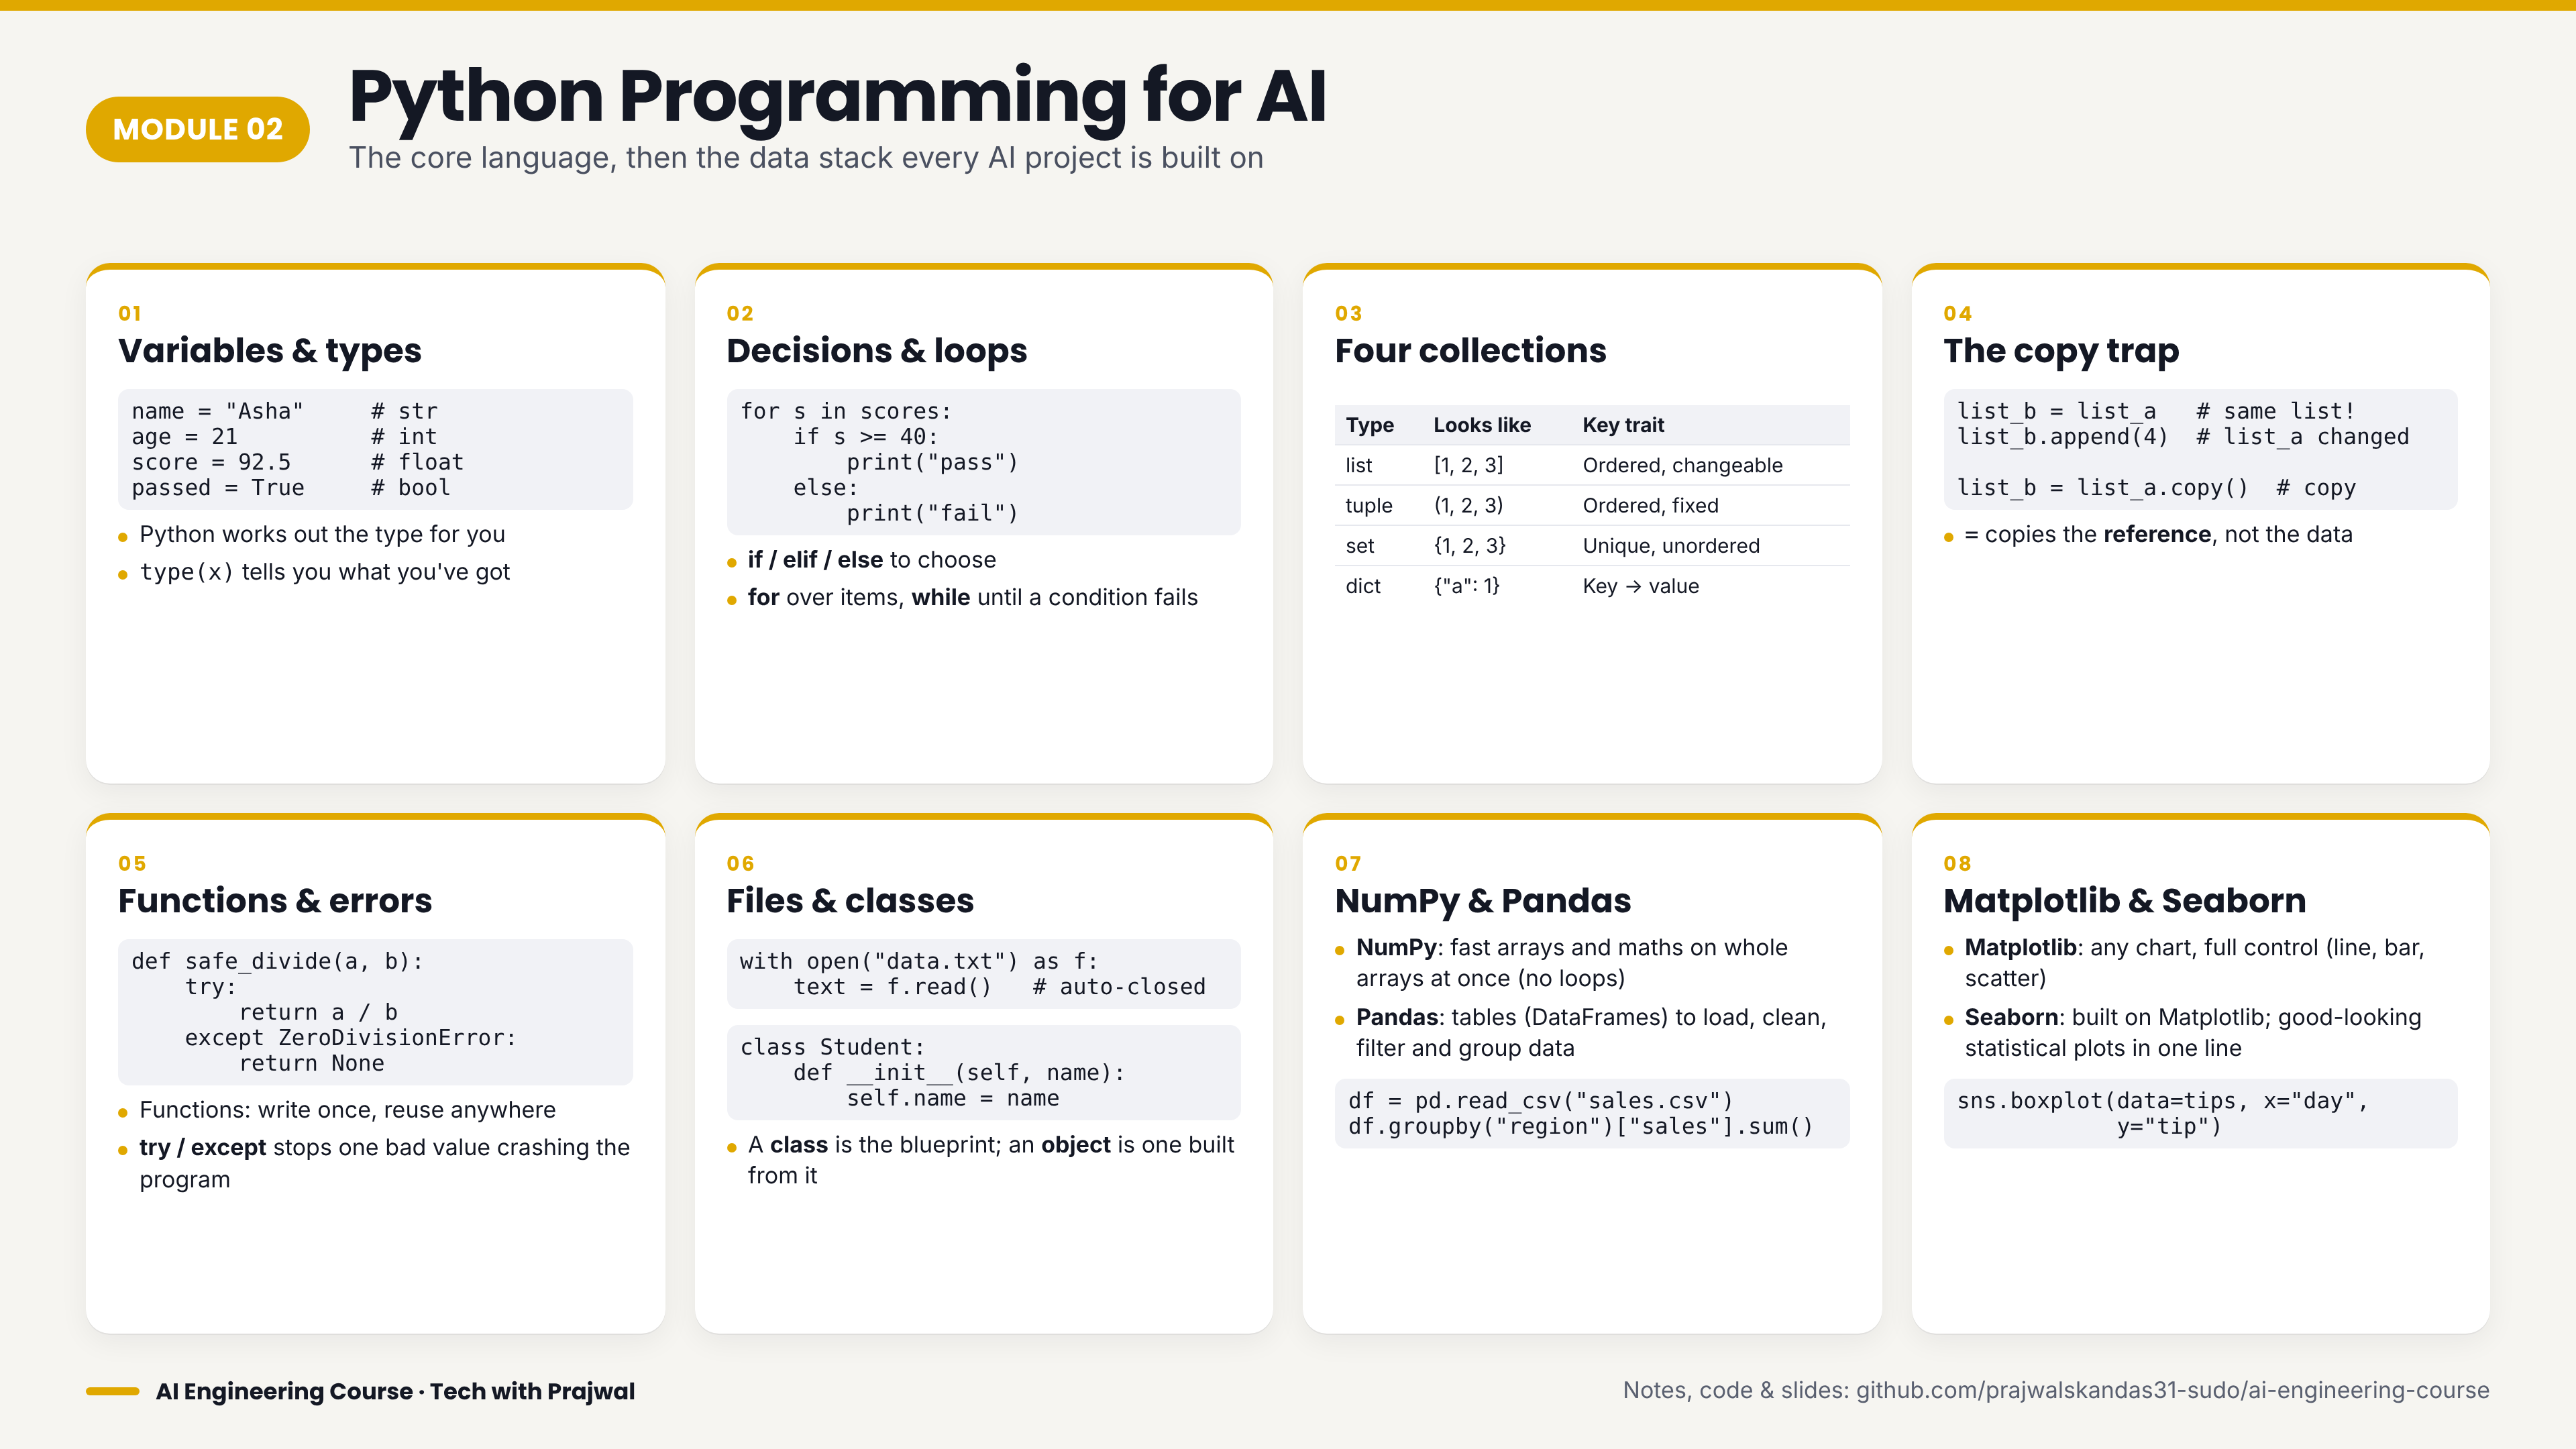 MODULE 02
Python Programming for AI
The core language, then the data stack every AI project is built on
01
Variables & types
name = "Asha"     # str
age = 21          # int
score = 92.5      # float
passed = True     # bool
Python works out the type for you
type(x) tells you what you've got
02
Decisions & loops
for s in scores:
    if s >= 40:
        print("pass")
    else:
        print("fail")
if / elif / else to choose
for over items, while until a condition fails
03
Four collections
Type Looks like Key trait
list [1, 2, 3] Ordered, changeable
tuple (1, 2, 3) Ordered, fixed
set {1, 2, 3} Unique, unordered
dict {"a": 1} Key → value
04
The copy trap
list_b = list_a   # same list!
list_b.append(4)  # list_a changed
list_b = list_a.copy()  # copy
= copies the reference, not the data
05
Functions & errors
def safe_divide(a, b):
    try:
        return a / b
    except ZeroDivisionError:
        return None
Functions: write once, reuse anywhere
try / except stops one bad value crashing the
program
06
Files & classes
with open("data.txt") as f:
    text = f.read()   # auto-closed
class Student:
    def __init__(self, name):
        self.name = name
A class is the blueprint; an object is one built
from it
07
NumPy & Pandas
NumPy: fast arrays and maths on whole
arrays at once (no loops)
Pandas: tables (DataFrames) to load, clean,
filter and group data
df = pd.read_csv("sales.csv")
df.groupby("region")["sales"].sum()
08
Matplotlib & Seaborn
Matplotlib: any chart, full control (line, bar,
scatter)
Seaborn: built on Matplotlib; good-looking
statistical plots in one line
sns.boxplot(data=tips, x="day",
            y="tip")
AI Engineering Course · Tech with Prajwal
Notes, code & slides: github.com/prajwalskandas31-sudo/ai-engineering-course